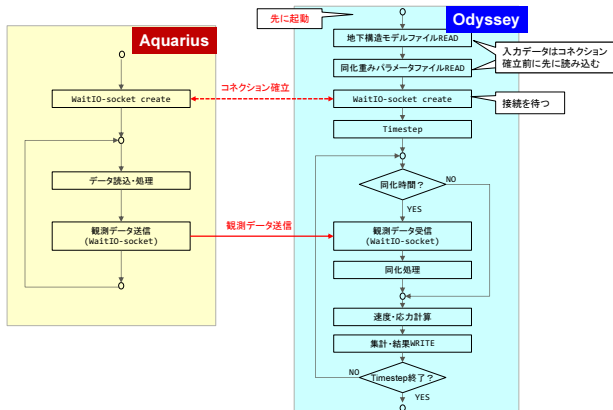 Aquarius
WaitIO-socket create
データ読込・処理
観測データ送信
(WaitIO-socket)
コネクション確立
観測データ送信
先に起動
Odyssey
地下構造モデルファイルREAD
同化重みパラメータファイルREAD
入力データはコネクション
確立前に先に読み込む
WaitIO-socket create
接続を待つ
Timestep
同化時間？
NO
YES
観測データ受信
(WaitIO-socket)
同化処理
速度・応力計算
集計・結果WRITE
NO
Timestep終了？
YES